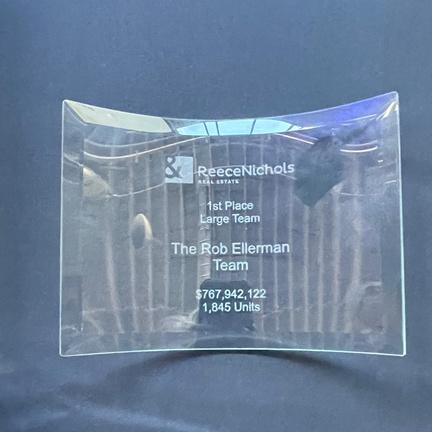 & ReeceNichols
REAL ESTATE
1st Place
Large Team
The Rob Ellerman
Team
$767,942,122
1,845 Units